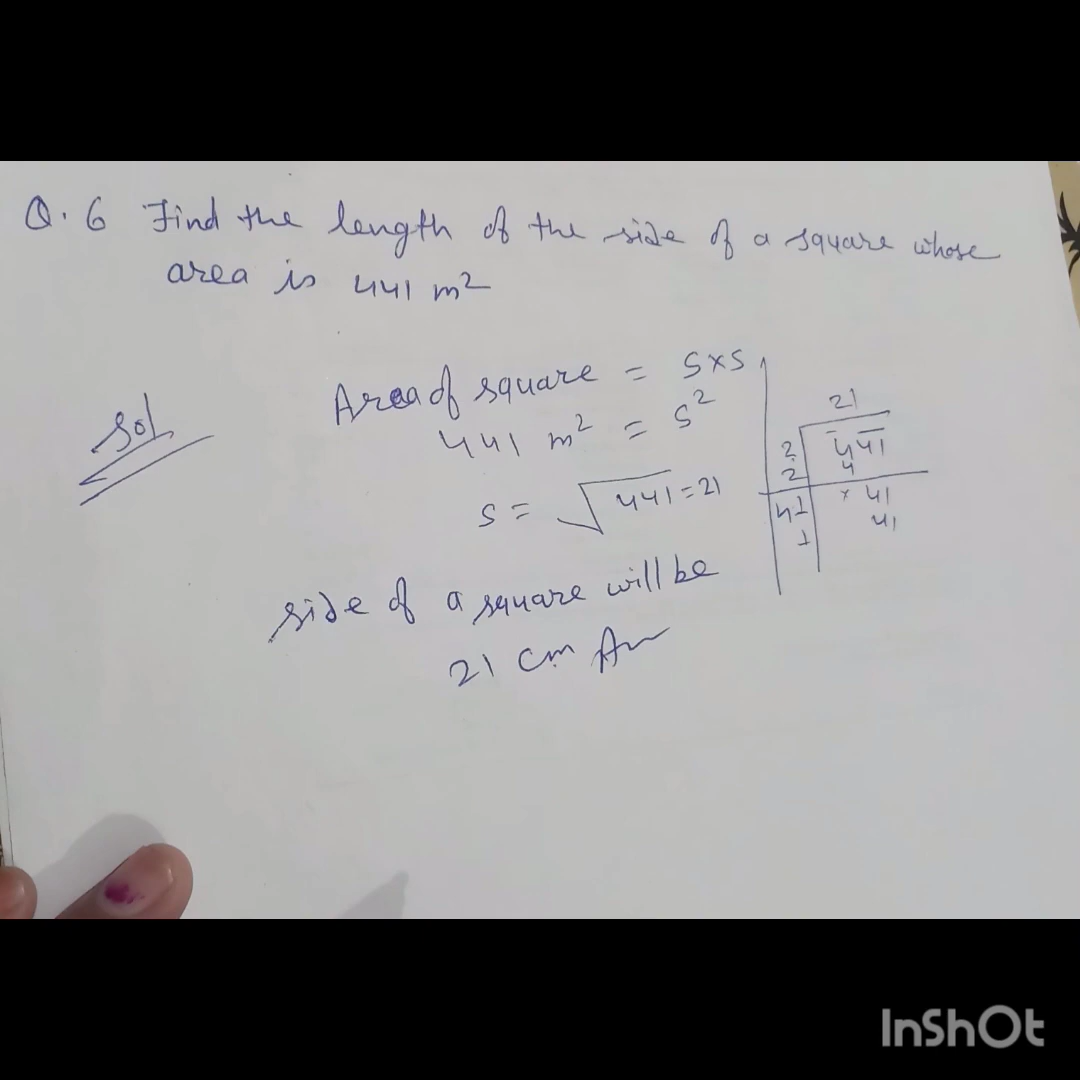 Q. 6 Find the length of the side of a square whose
area is 441 m²
Sol.
Area of square = S×S
441 m² = S²
S = √441 = 21
side of a square will be
21 cm Ans
21
2 441
2 4
41 × 41
1 41
InShOt